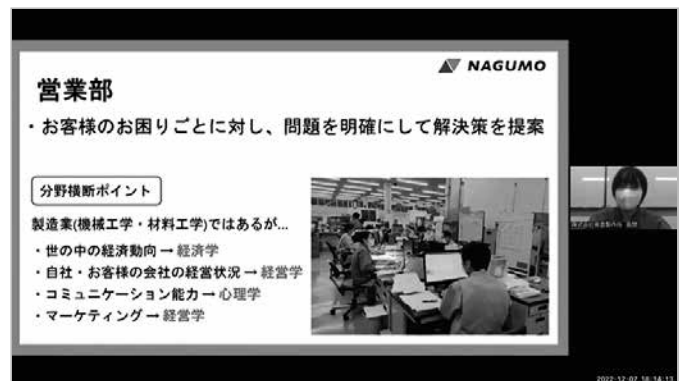 NAGUMO
営業部
・お客様のお困りごとに対し、問題を明確にして解決策を提案
分野横断ポイント
製造業(機械工学・材料工学)ではあるが…
・世の中の経済動向→経済学
・自社・お客様の会社の経営状況→経営学
・コミュニケーション能力→心理学
・マーケティング→経営学
2022-12-07 16:14:13